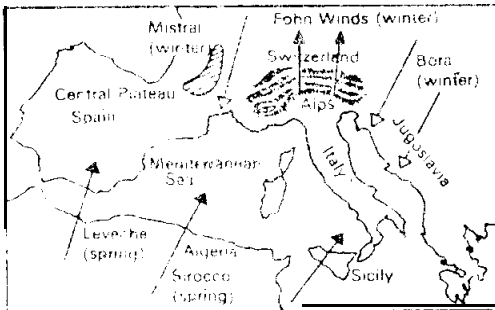 Mistral
(winter)
Fohn Winds (winter)
Switzerland
Bora
(winter)
Central Plateau
Spain
Alps
Jugoslavia
Italy
Mediterranean
Sea
Leveche
(spring)
Algeria
Sirocco
(spring)
Sicily